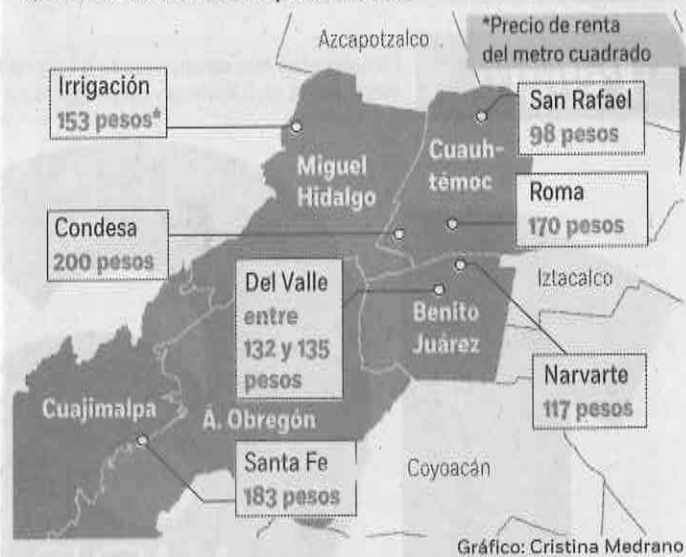 Azcapotzalco
*Precio de renta
del metro cuadrado
Irrigación
153 pesos*
San Rafael
98 pesos
Miguel
Hidalgo
Cuauh-
témoc
Roma
170 pesos
Condesa
200 pesos
Del Valle
entre
132 y 135
pesos
Iztacalco
Benito
Juárez
Narvarte
117 pesos
Cuajimalpa
Á. Obregón
Santa Fe
183 pesos
Coyoacán
Gráfico: Cristina Medrano